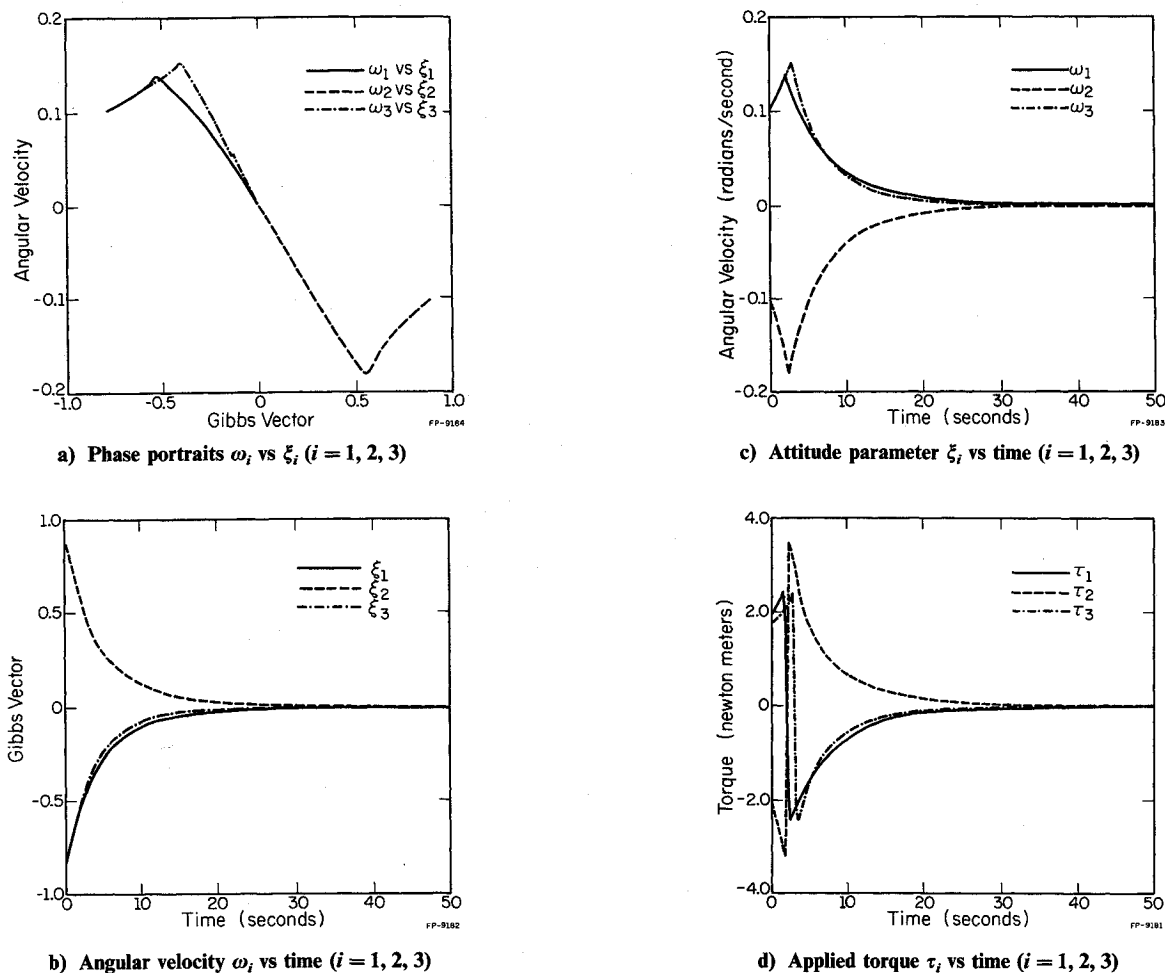 0.2
0.1
0
-0.1
-0.2
Angular Velocity
ω₁ vs ξ₁
ω₂ vs ξ₂
ω₃ vs ξ₃
-1.0 -0.5 0 0.5 1.0
Gibbs Vector
FP-9184
a) Phase portraits ωᵢ vs ξᵢ (i = 1, 2, 3)
0.2
0.1
0
-0.1
-0.2
Angular Velocity (radians/second)
ω₁
ω₂
ω₃
0 10 20 30 40 50
Time (seconds)
FP-9183
c) Attitude parameter ξᵢ vs time (i = 1, 2, 3)
1.0
0.5
0
-0.5
-1.0
Gibbs Vector
ξ₁
ξ₂
ξ₃
0 10 20 30 40 50
Time (seconds)
FP-9182
b) Angular velocity ωᵢ vs time (i = 1, 2, 3)
4.0
2.0
0
-2.0
-4.0
Torque (newton meters)
τ₁
τ₂
τ₃
0 10 20 30 40 50
Time (seconds)
FP-9181
d) Applied torque τᵢ vs time (i = 1, 2, 3)